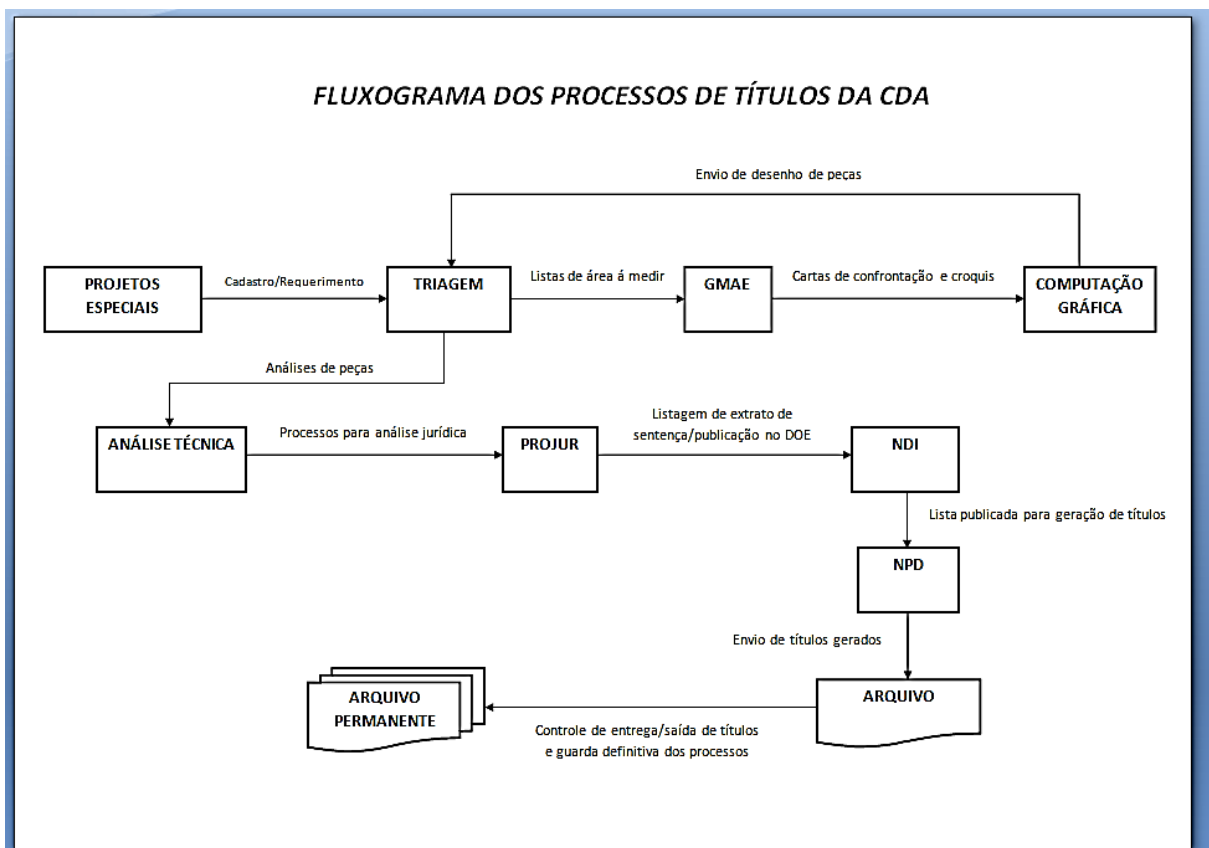 FLUXOGRAMA DOS PROCESSOS DE TÍTULOS DA CDA
Envio de desenho de peças
PROJETOS
ESPECIAIS
Cadastro/Requerimento
TRIAGEM
Listas de área á medir
GMAE
Cartas de confrontação e croquis
COMPUTAÇÃO
GRÁFICA
Análises de peças
ANÁLISE TÉCNICA
Processos para análise jurídica
PROJUR
Listagem de extrato de
sentença/publicação no DOE
NDI
Lista publicada para geração de títulos
NPD
Envio de títulos gerados
ARQUIVO
Controle de entrega/saída de títulos
e guarda definitiva dos processos
ARQUIVO
PERMANENTE